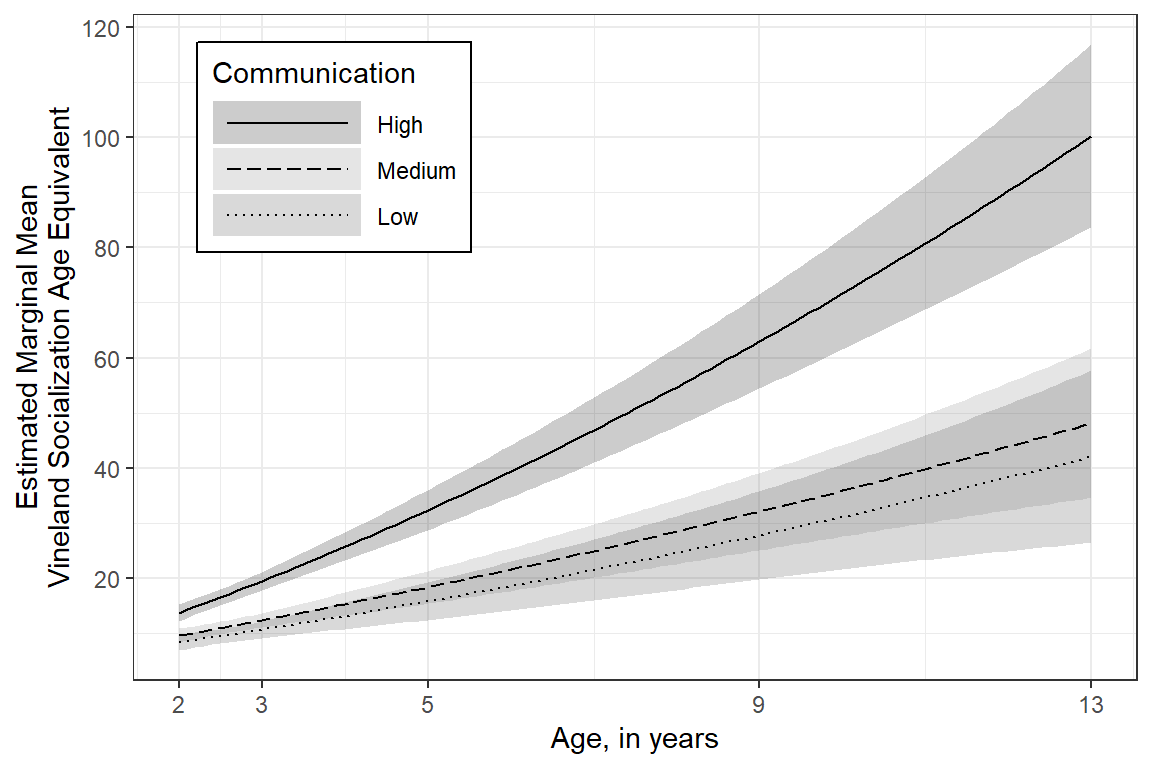 Estimated Marginal Mean
Vineland Socialization Age Equivalent
120
100
80
60
40
20
Communication
High
Medium
Low
2 3 5 9 13
Age, in years